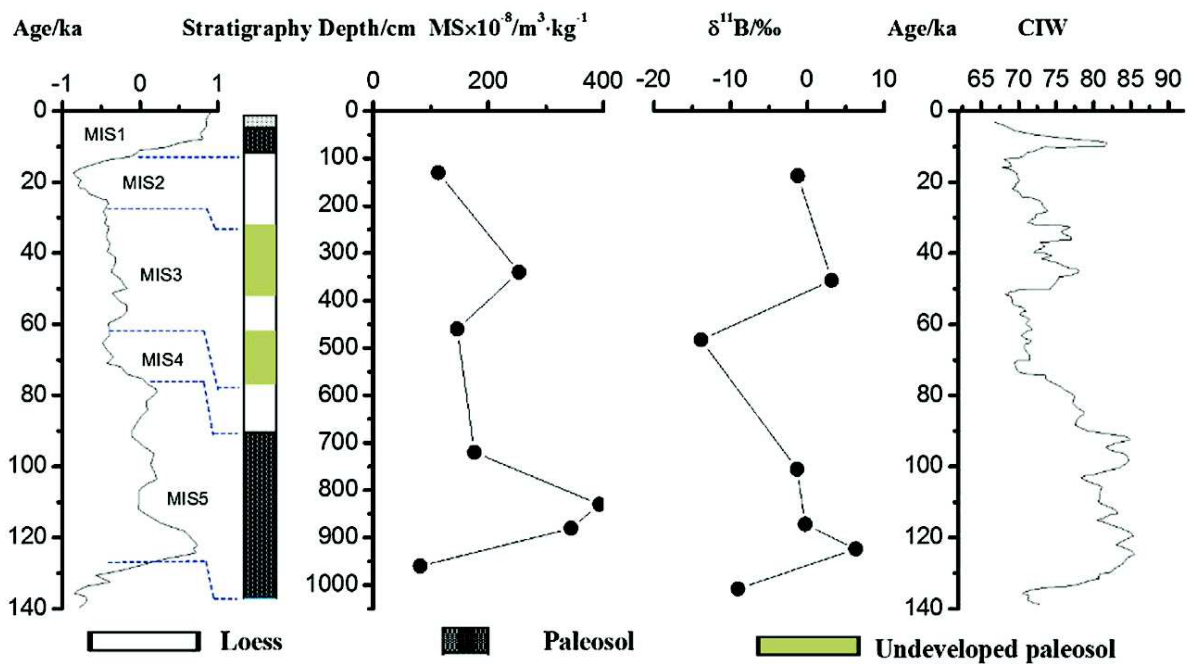 Age/ka Stratigraphy Depth/cm MS×10⁻⁸/m³·kg⁻¹ δ¹¹B/‰ Age/ka CIW
-1 0 1 0 200 400 -20 -10 0 10 65 70 75 80 85 90
0 0 0
MIS1
100
20 MIS2 200 20
300
40 MIS3 40
400
60 500 60
MIS4 600
80 80
700
100 800 100
MIS5
120 900 120
1000
140 140
Loess Paleosol Undeveloped paleosol